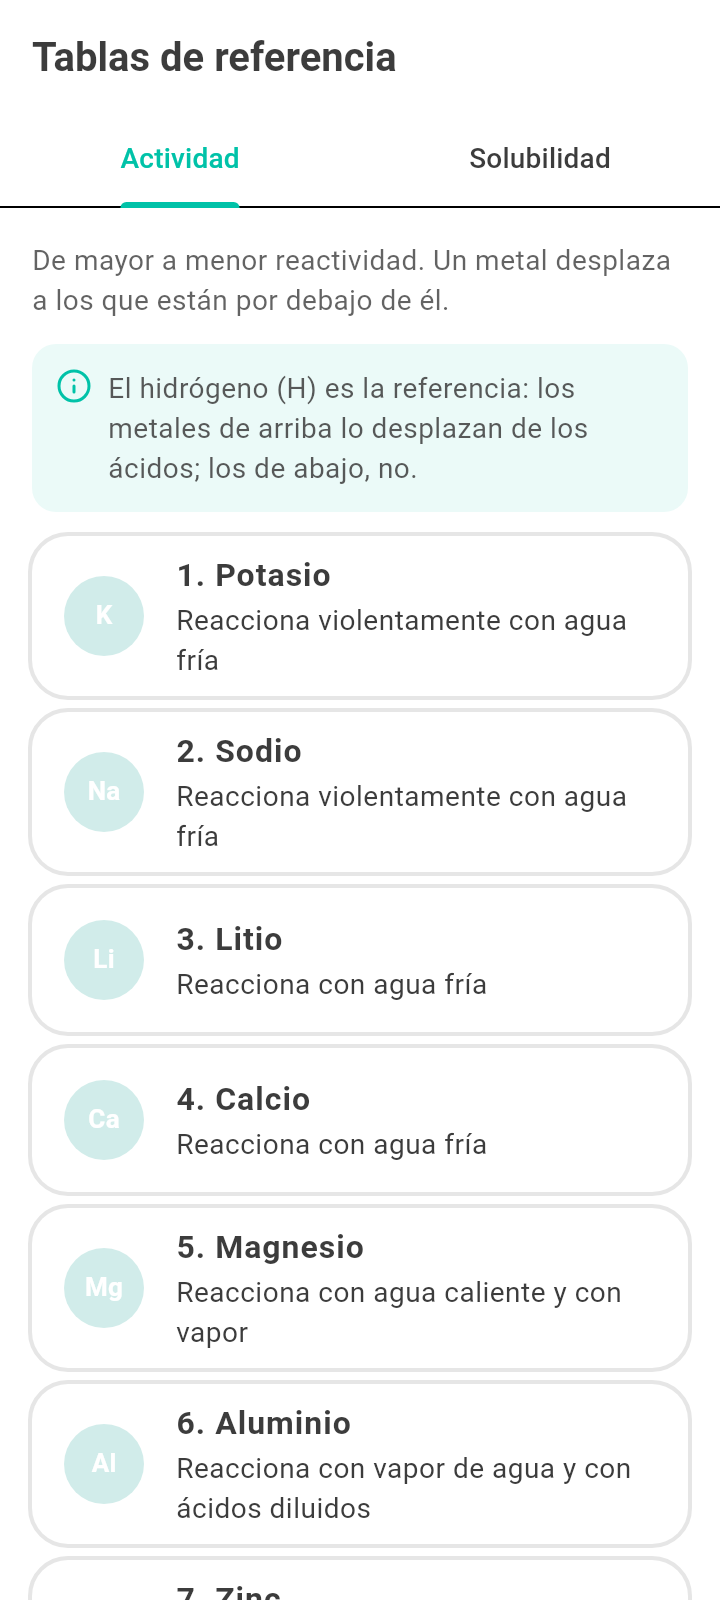 Tablas de referencia
Actividad
Solubilidad
De mayor a menor reactividad. Un metal desplaza
a los que están por debajo de él.
El hidrógeno (H) es la referencia: los
metales de arriba lo desplazan de los
ácidos; los de abajo, no.
K
1. Potasio
Reacciona violentamente con agua
fría
Na
2. Sodio
Reacciona violentamente con agua
fría
Li
3. Litio
Reacciona con agua fría
Ca
4. Calcio
Reacciona con agua fría
Mg
5. Magnesio
Reacciona con agua caliente y con
vapor
Al
6. Aluminio
Reacciona con vapor de agua y con
ácidos diluidos
7. Zinc